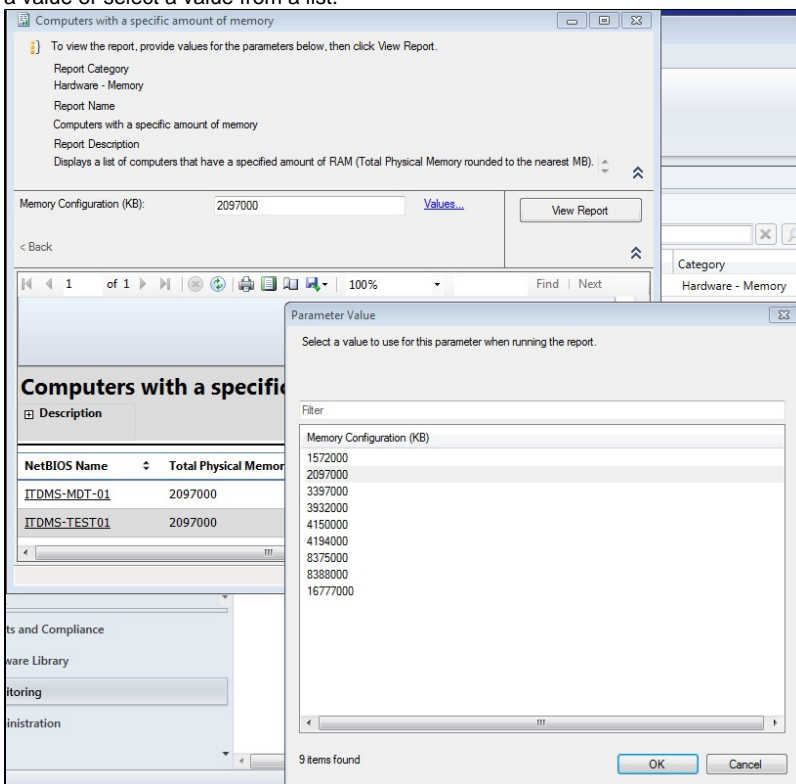 a value or select a value from a list.
Computers with a specific amount of memory
To view the report, provide values for the parameters below, then click View Report.
Report Category
Hardware - Memory
Report Name
Computers with a specific amount of memory
Report Description
Displays a list of computers that have a specified amount of RAM (Total Physical Memory rounded to the nearest MB).
Memory Configuration (KB): 2097000 Values... View Report
< Back
1 of 1 100% Find | Next
Category
Hardware - Memory
Computers with a specific
Description
NetBIOS Name Total Physical Memor
ITDMS-MDT-01 2097000
ITDMS-TEST01 2097000
ts and Compliance
ware Library
itoring
inistration
Parameter Value
Select a value to use for this parameter when running the report.
Filter
Memory Configuration (KB)
1572000
2097000
3397000
3932000
4150000
4194000
8375000
8388000
16777000
9 items found
OK Cancel